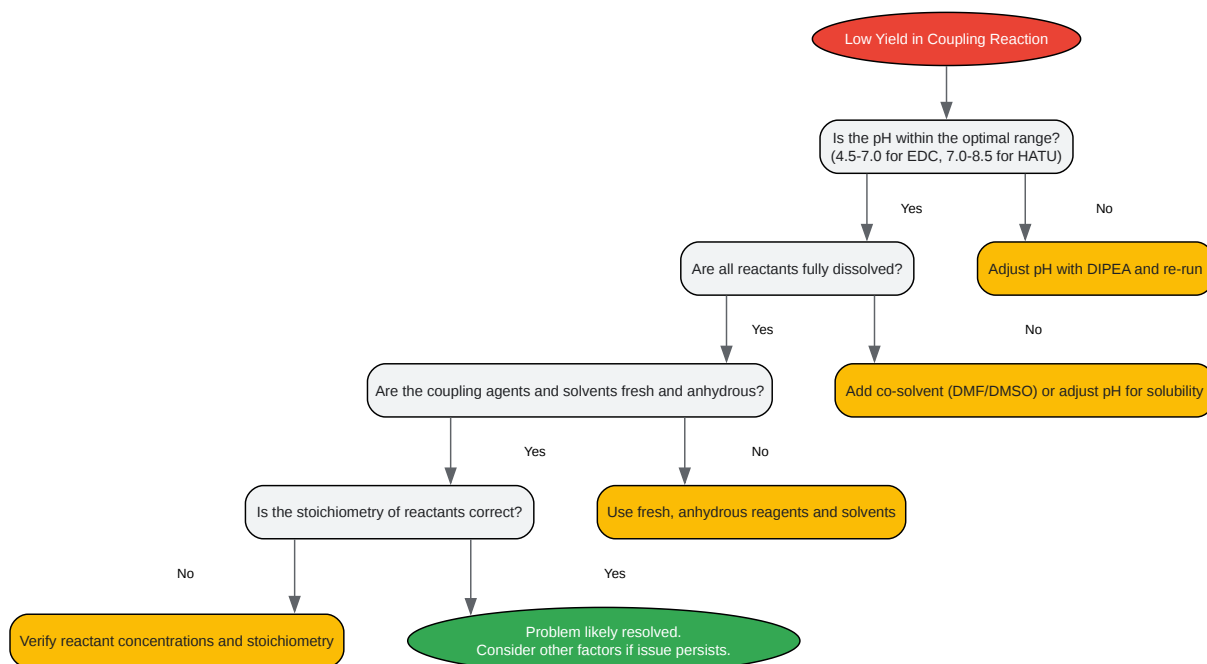 Low Yield in Coupling Reaction
Is the pH within the optimal range?
(4.5-7.0 for EDC, 7.0-8.5 for HATU)
Yes
No
Are all reactants fully dissolved?
Adjust pH with DIPEA and re-run
Yes
No
Are the coupling agents and solvents fresh and anhydrous?
Add co-solvent (DMF/DMSO) or adjust pH for solubility
Yes
No
Is the stoichiometry of reactants correct?
Use fresh, anhydrous reagents and solvents
No
Yes
Verify reactant concentrations and stoichiometry
Problem likely resolved.
Consider other factors if issue persists.